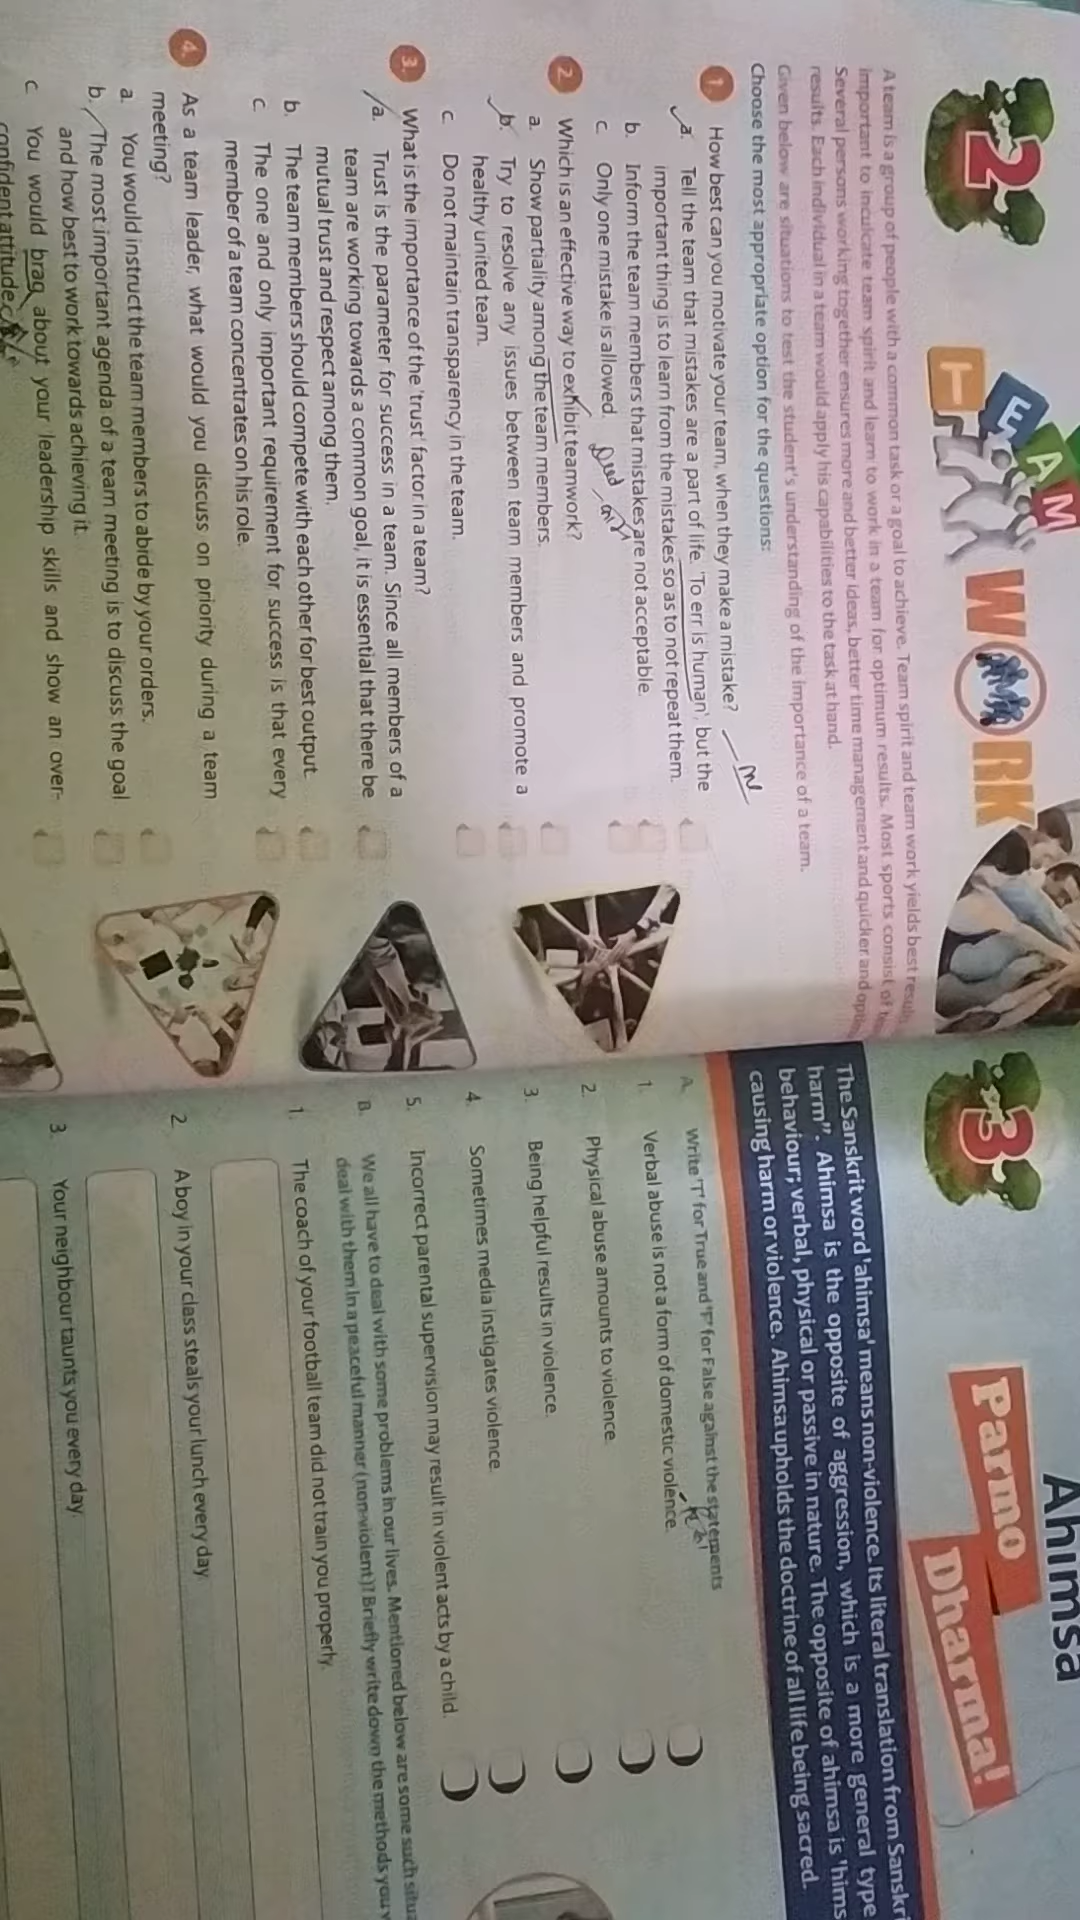 2
TEAM WORK
A team is a group of people with a common task or a goal to achieve. Team spirit and team work yields best
important to inculcate team spirit and learn to work in a team for optimum results. Most sports consist of
Several persons working together ensures more and better ideas, better time management and quicker and
results. Each individual in a team would apply his capabilities to the task at hand.
Given below are situations to test the student's understanding of the importance of a team.
Choose the most appropriate option for the questions:
1. How best can you motivate your team, when they make a mistake?
a. Tell the team that mistakes are a part of life. 'To err is human', but the
important thing is to learn from the mistakes so as to not repeat them.
b. Inform the team members that mistakes are not acceptable.
c. Only one mistake is allowed.
2. Which is an effective way to exhibit teamwork?
a. Show partiality among the team members.
b. Try to resolve any issues between team members and promote a
healthy united team.
c. Do not maintain transparency in the team.
3. What is the importance of the 'trust' factor in a team?
a. Trust is the parameter for success in a team. Since all members of a
team are working towards a common goal, it is essential that there be
mutual trust and respect among them.
b. The team members should compete with each other for best output.
c. The one and only important requirement for success is that every
member of a team concentrates on his role.
4. As a team leader, what would you discuss on priority during a team
meeting?
a. You would instruct the team members to abide by your orders.
b. The most important agenda of a team meeting is to discuss the goal
and how best to work towards achieving it.
c. You would brag about your leadership skills and show an over-
confident attitude.
3
Ahimsa
Parmo
Dharma!
The Sanskrit word 'ahimsa' means non-violence. Its literal translation from
harm". Ahimsa is the opposite of aggression, which is a more general type
behaviour; verbal, physical or passive in nature. The opposite of ahimsa is
causing harm or violence. Ahimsa upholds the doctrine of all life being sacred.
A. Write 'T' for True and 'F' for False against the statements
1. Verbal abuse is not a form of domestic violence.
2. Physical abuse amounts to violence.
3. Being helpful results in violence.
4. Sometimes media instigates violence.
5. Incorrect parental supervision may result in violent acts by a child.
B. We all have to deal with some problems in our lives. Mentioned below are some such
deal with them in a peaceful manner (non-violent)? Briefly write down the methods you
1. The coach of your football team did not train you properly.
2. A boy in your class steals your lunch every day
3. Your neighbour taunts you every day.